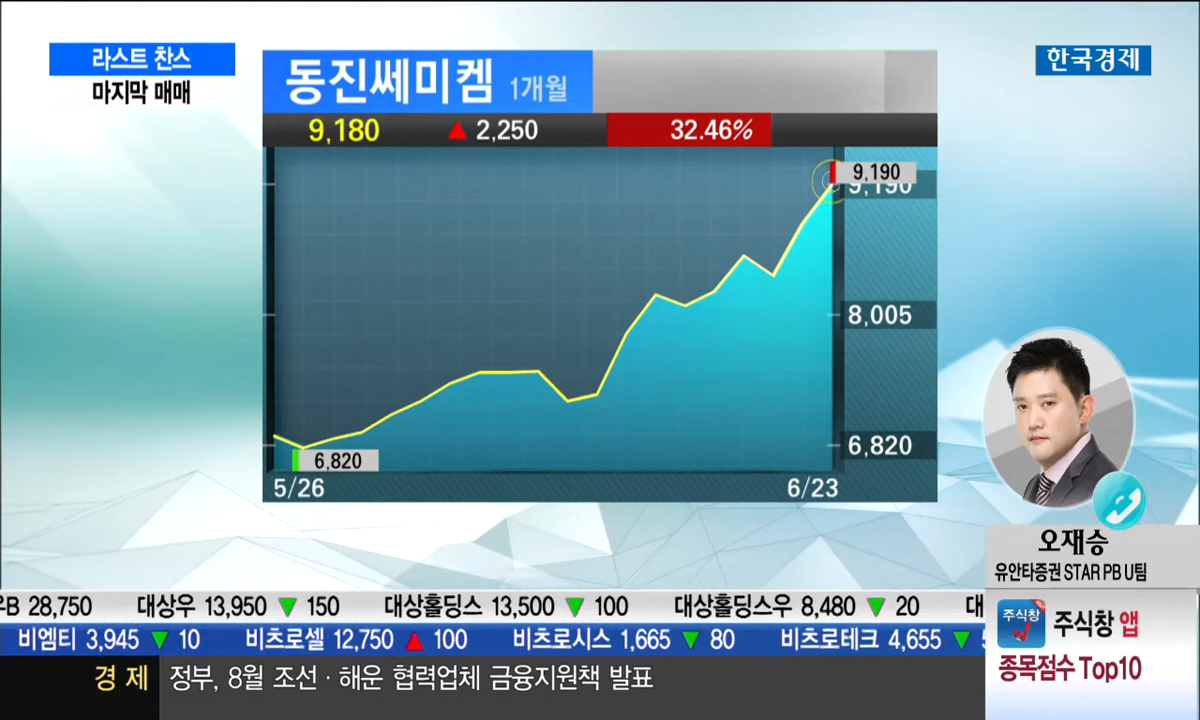 라스트 찬스
마지막 매매
한국경제
동진쎄미켐 1개월
9,180 ▲ 2,250 32.46%
9,190
9,190
8,005
6,820
6,820
5/26 6/23
오재승
유안타증권 STAR PB U팀
B 28,750 대상우 13,950 ▼ 150 대상홀딩스 13,500 ▼ 100 대상홀딩스우 8,480 ▼ 20 대
비엠티 3,945 ▼ 10 비츠로셀 12,750 ▲ 100 비츠로시스 1,665 ▼ 80 비츠로테크 4,655 ▼
주식창
주식창 앱
종목점수 Top10
경제 정부, 8월 조선·해운 협력업체 금융지원책 발표